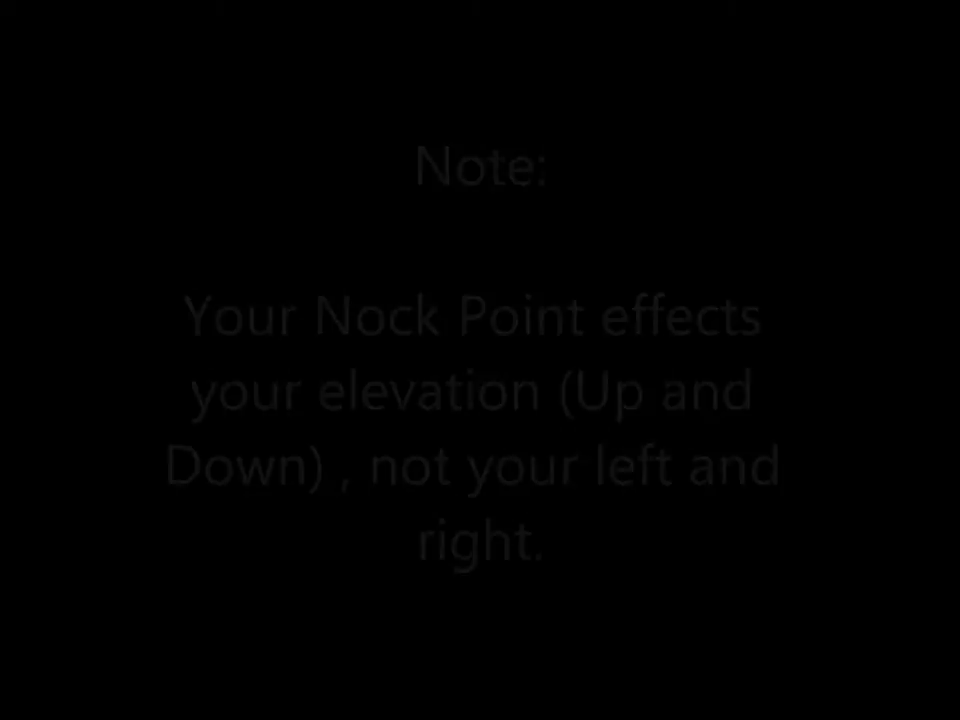 Note:
Your Nock Point effects
your elevation (Up and
Down) , not your left and
right.